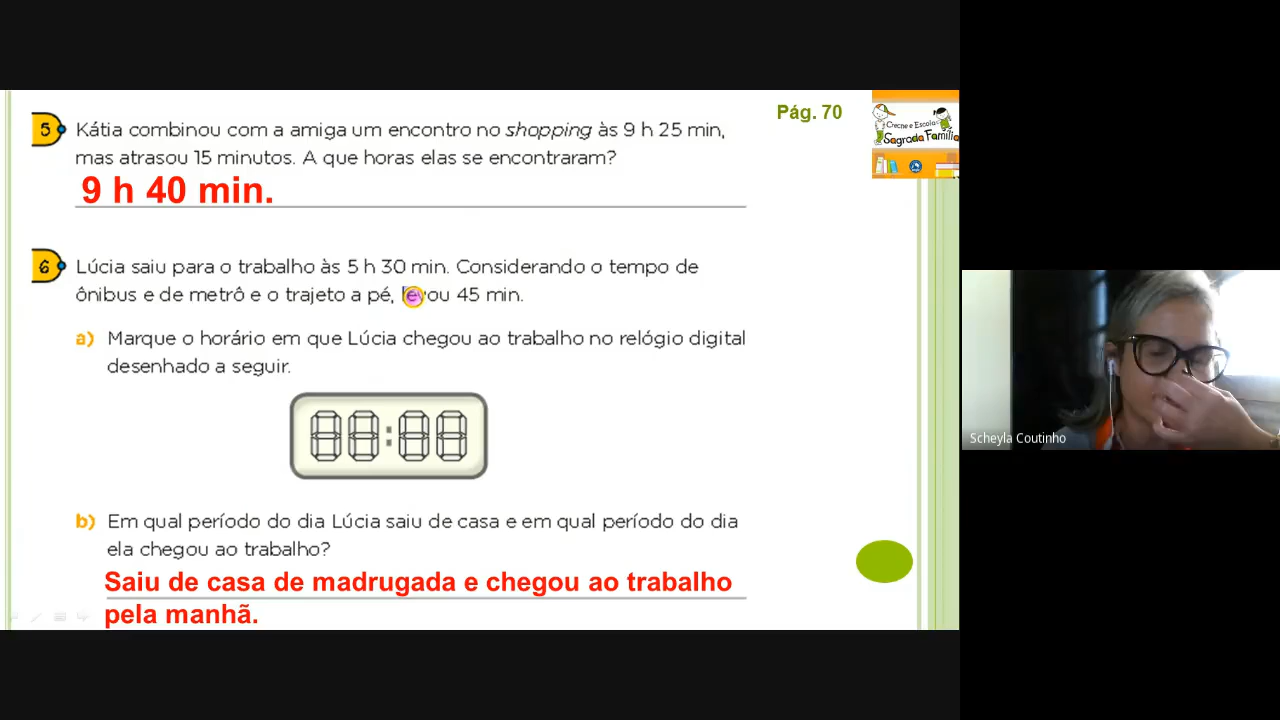 Pág. 70
Creche e Escola
Sagrada Família
5 Kátia combinou com a amiga um encontro no shopping às 9 h 25 min,
mas atrasou 15 minutos. A que horas elas se encontraram?
9 h 40 min.
6 Lúcia saiu para o trabalho às 5 h 30 min. Considerando o tempo de
ônibus e de metrô e o trajeto a pé, levou 45 min.
a) Marque o horário em que Lúcia chegou ao trabalho no relógio digital
desenhado a seguir.
88:88
b) Em qual período do dia Lúcia saiu de casa e em qual período do dia
ela chegou ao trabalho?
Saiu de casa de madrugada e chegou ao trabalho
pela manhã.
Scheyla Coutinho